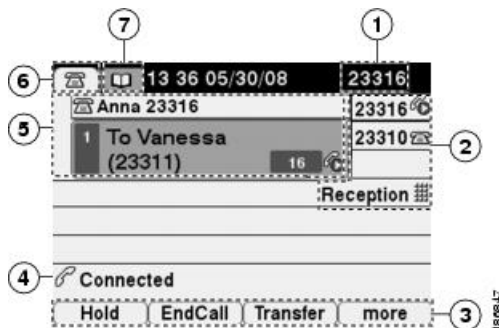 7
1
6
13 36 05/30/08 23316
Anna 23316
23316
5
1 To Vanessa
23310
2
(23311) 16
Reception
4
Connected
Hold EndCall Transfer more
3